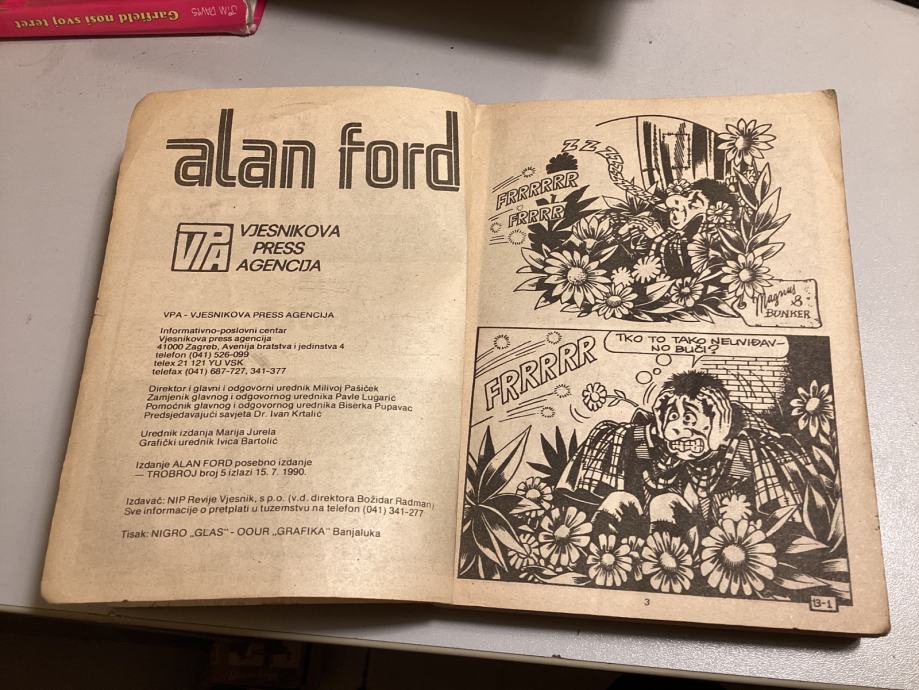 JIM DAVIS
Garfield nosi svoj teret
alan ford
VPA
VJESNIKOVA
PRESS
AGENCIJA
VPA - VJESNIKOVA PRESS AGENCIJA
Informativno-poslovni centar
Vjesnikova press agencija
41000 Zagreb, Avenija bratstva i jedinstva 4
telefon (041) 526-099
telex 21 121 YU VSK
telefax (041) 687-727, 341-377
Direktor i glavni i odgovorni urednik Milivoj Pašiček
Zamjenik glavnog i odgovornog urednika Pavle Lugarić
Pomoćnik glavnog i odgovornog urednika Biserka Pupavac
Predsjedavajući savjeta Dr. Ivan Krtalić
Urednik izdanja Marija Jurela
Grafički urednik Ivica Bartolić
Izdanje ALAN FORD posebno izdanje
— TROBROJ broj 5 izlazi 15. 7. 1990.
Izdavač: NIP Revije Vjesnik, s p.o. (v.d. direktora Božidar Radman)
Sve informacije o pretplati u tuzemstvu na telefon (041) 341-277
Tisak: NIGRO „GLAS" - OOUR „GRAFIKA" Banjaluka
ZZZZ
FRRRRRR
FRRRR
Magnus
&
BUNKER
FRRRRRR
TKO TO TAKO NEUVIĐAV-
NO BUČI?
3
13-1